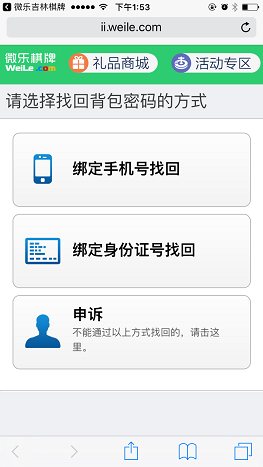 微乐吉林棋牌 下午1:53
ii.weile.com
微乐棋牌 礼品商城 活动专区
WeiLe.com
请选择找回背包密码的方式
绑定手机号找回
绑定身份证号找回
申诉
不能通过以上方式找回的，请击这
里。